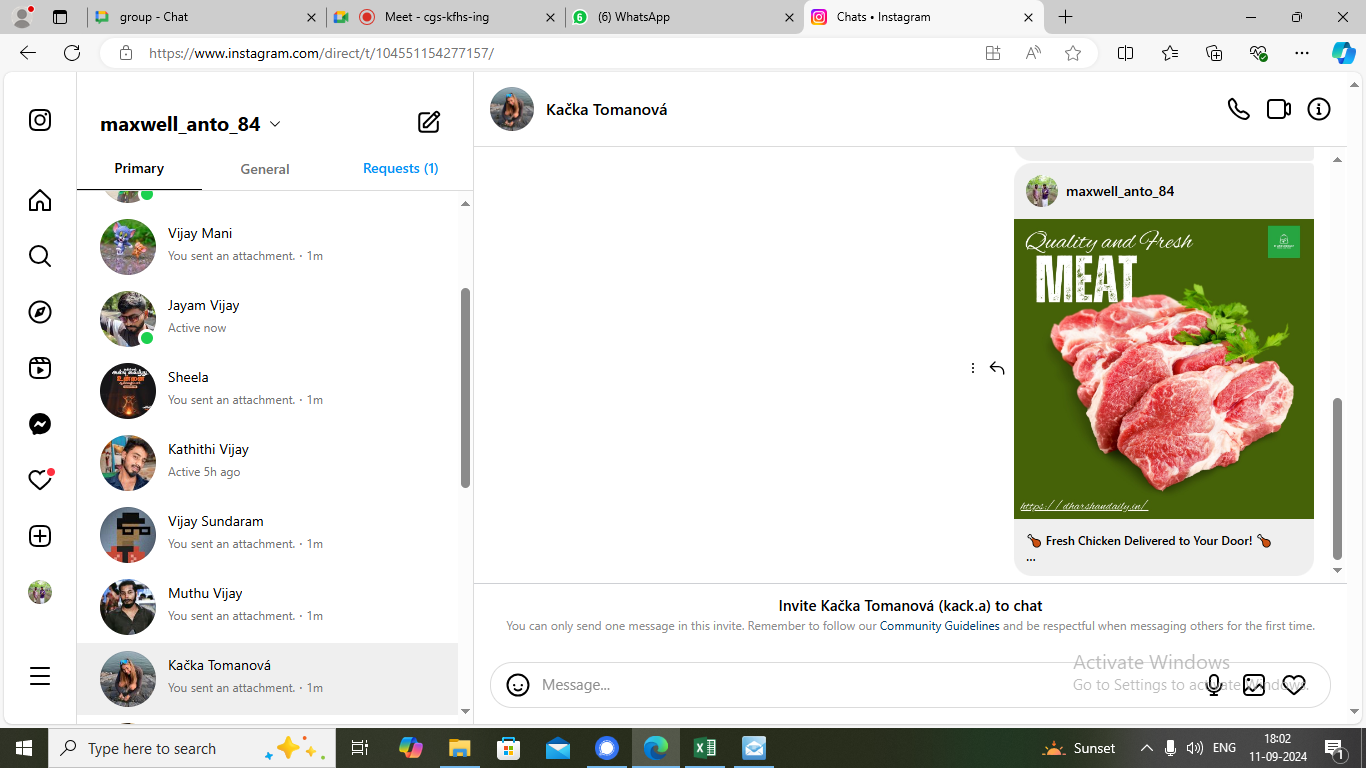 group - Chat
Meet - cgs-kfhs-ing
(6) WhatsApp
Chats • Instagram
https://www.instagram.com/direct/t/104551154277157/
maxwell_anto_84
Primary
General
Requests (1)
Vijay Mani
You sent an attachment. · 1m
Jayam Vijay
Active now
Sheela
You sent an attachment. · 1m
Kathithi Vijay
Active 5h ago
Vijay Sundaram
You sent an attachment. · 1m
Muthu Vijay
You sent an attachment. · 1m
Kačka Tomanová
You sent an attachment. · 1m
Kačka Tomanová
maxwell_anto_84
Quality and Fresh
MEAT
https://dharshandaily.in/
🍗 Fresh Chicken Delivered to Your Door! 🍗
...
Invite Kačka Tomanová (kack.a) to chat
You can only send one message in this invite. Remember to follow our Community Guidelines and be respectful when messaging others for the first time.
Message...
Activate Windows
Go to Settings to activate Windows.
Type here to search
Sunset
ENG
18:02
11-09-2024
1